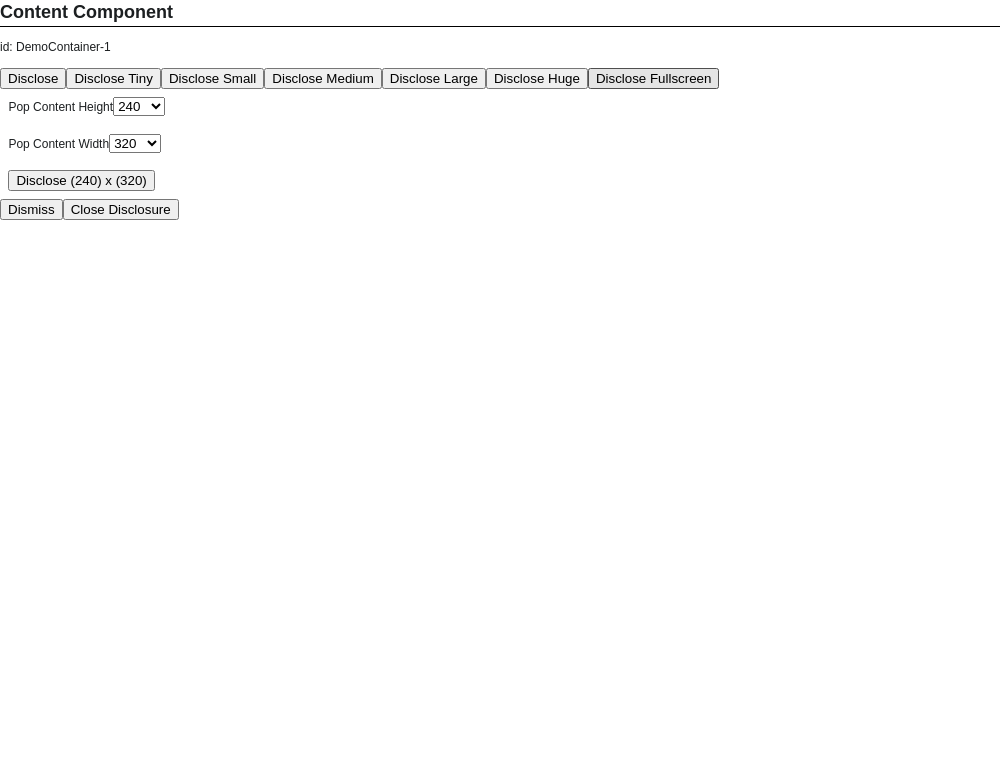 Content Component
id: DemoContainer-1
Disclose Disclose Tiny Disclose Small Disclose Medium Disclose Large Disclose Huge Disclose Fullscreen
Pop Content Height 240
Pop Content Width 320
Disclose (240) x (320)
Dismiss Close Disclosure